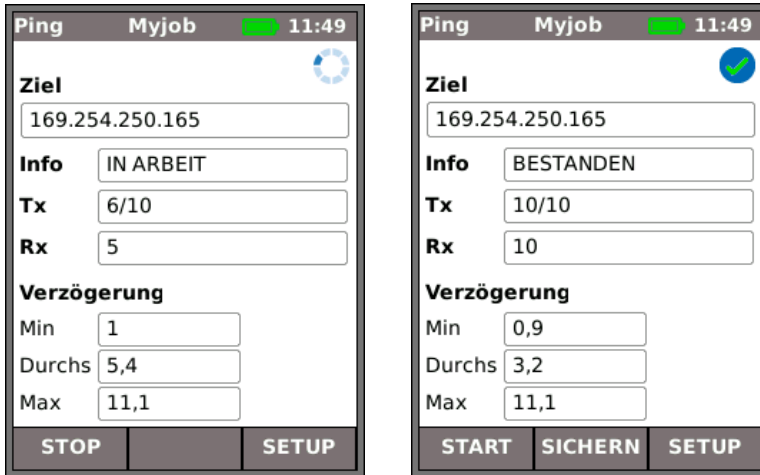 Ping Myjob 11:49
Ziel
169.254.250.165
Info IN ARBEIT
Tx 6/10
Rx 5
Verzögerung
Min 1
Durchs 5,4
Max 11,1
STOP SETUP
Ping Myjob 11:49
Ziel
169.254.250.165
Info BESTANDEN
Tx 10/10
Rx 10
Verzögerung
Min 0,9
Durchs 3,2
Max 11,1
START SICHERN SETUP